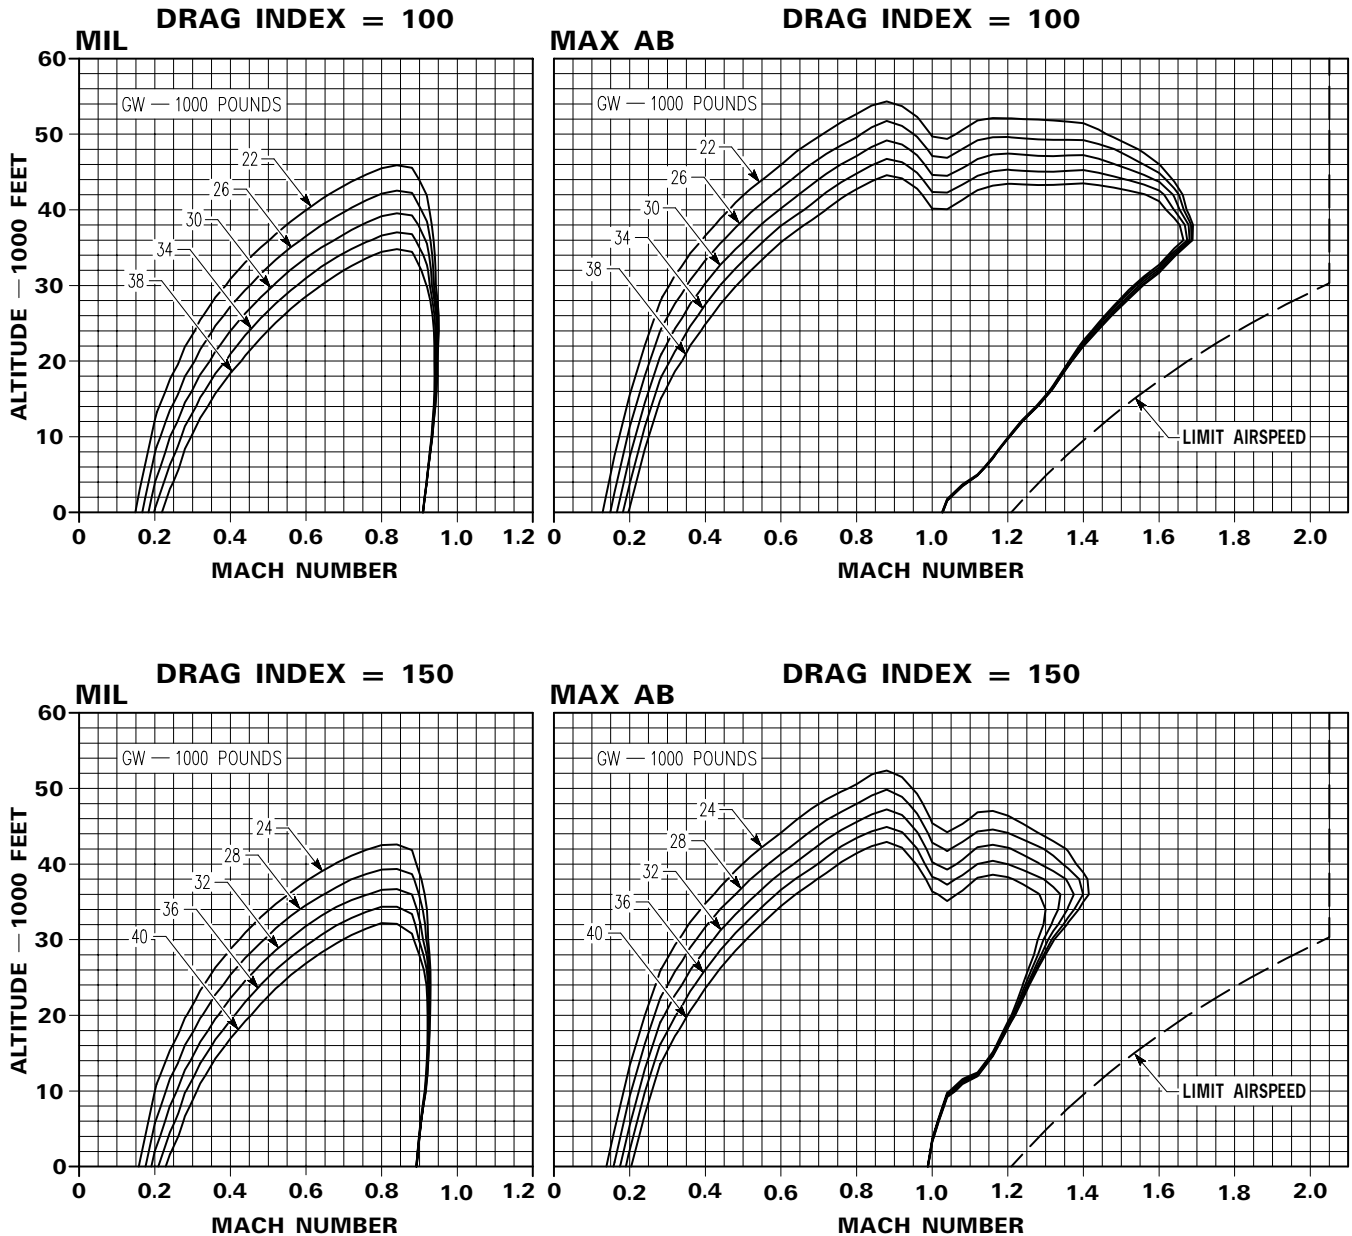 DRAG INDEX = 100
MIL
60
50
40
30
20
10
0
ALTITUDE — 1000 FEET
GW — 1000 POUNDS
22
26
30
34
38
0 0.2 0.4 0.6 0.8 1.0 1.2
MACH NUMBER
DRAG INDEX = 100
MAX AB
GW — 1000 POUNDS
22
26
30
34
38
LIMIT AIRSPEED
0 0.2 0.4 0.6 0.8 1.0 1.2 1.4 1.6 1.8 2.0
MACH NUMBER
DRAG INDEX = 150
MIL
60
50
40
30
20
10
0
ALTITUDE — 1000 FEET
GW — 1000 POUNDS
24
28
32
36
40
0 0.2 0.4 0.6 0.8 1.0 1.2
MACH NUMBER
DRAG INDEX = 150
MAX AB
GW — 1000 POUNDS
24
28
32
36
40
LIMIT AIRSPEED
0 0.2 0.4 0.6 0.8 1.0 1.2 1.4 1.6 1.8 2.0
MACH NUMBER